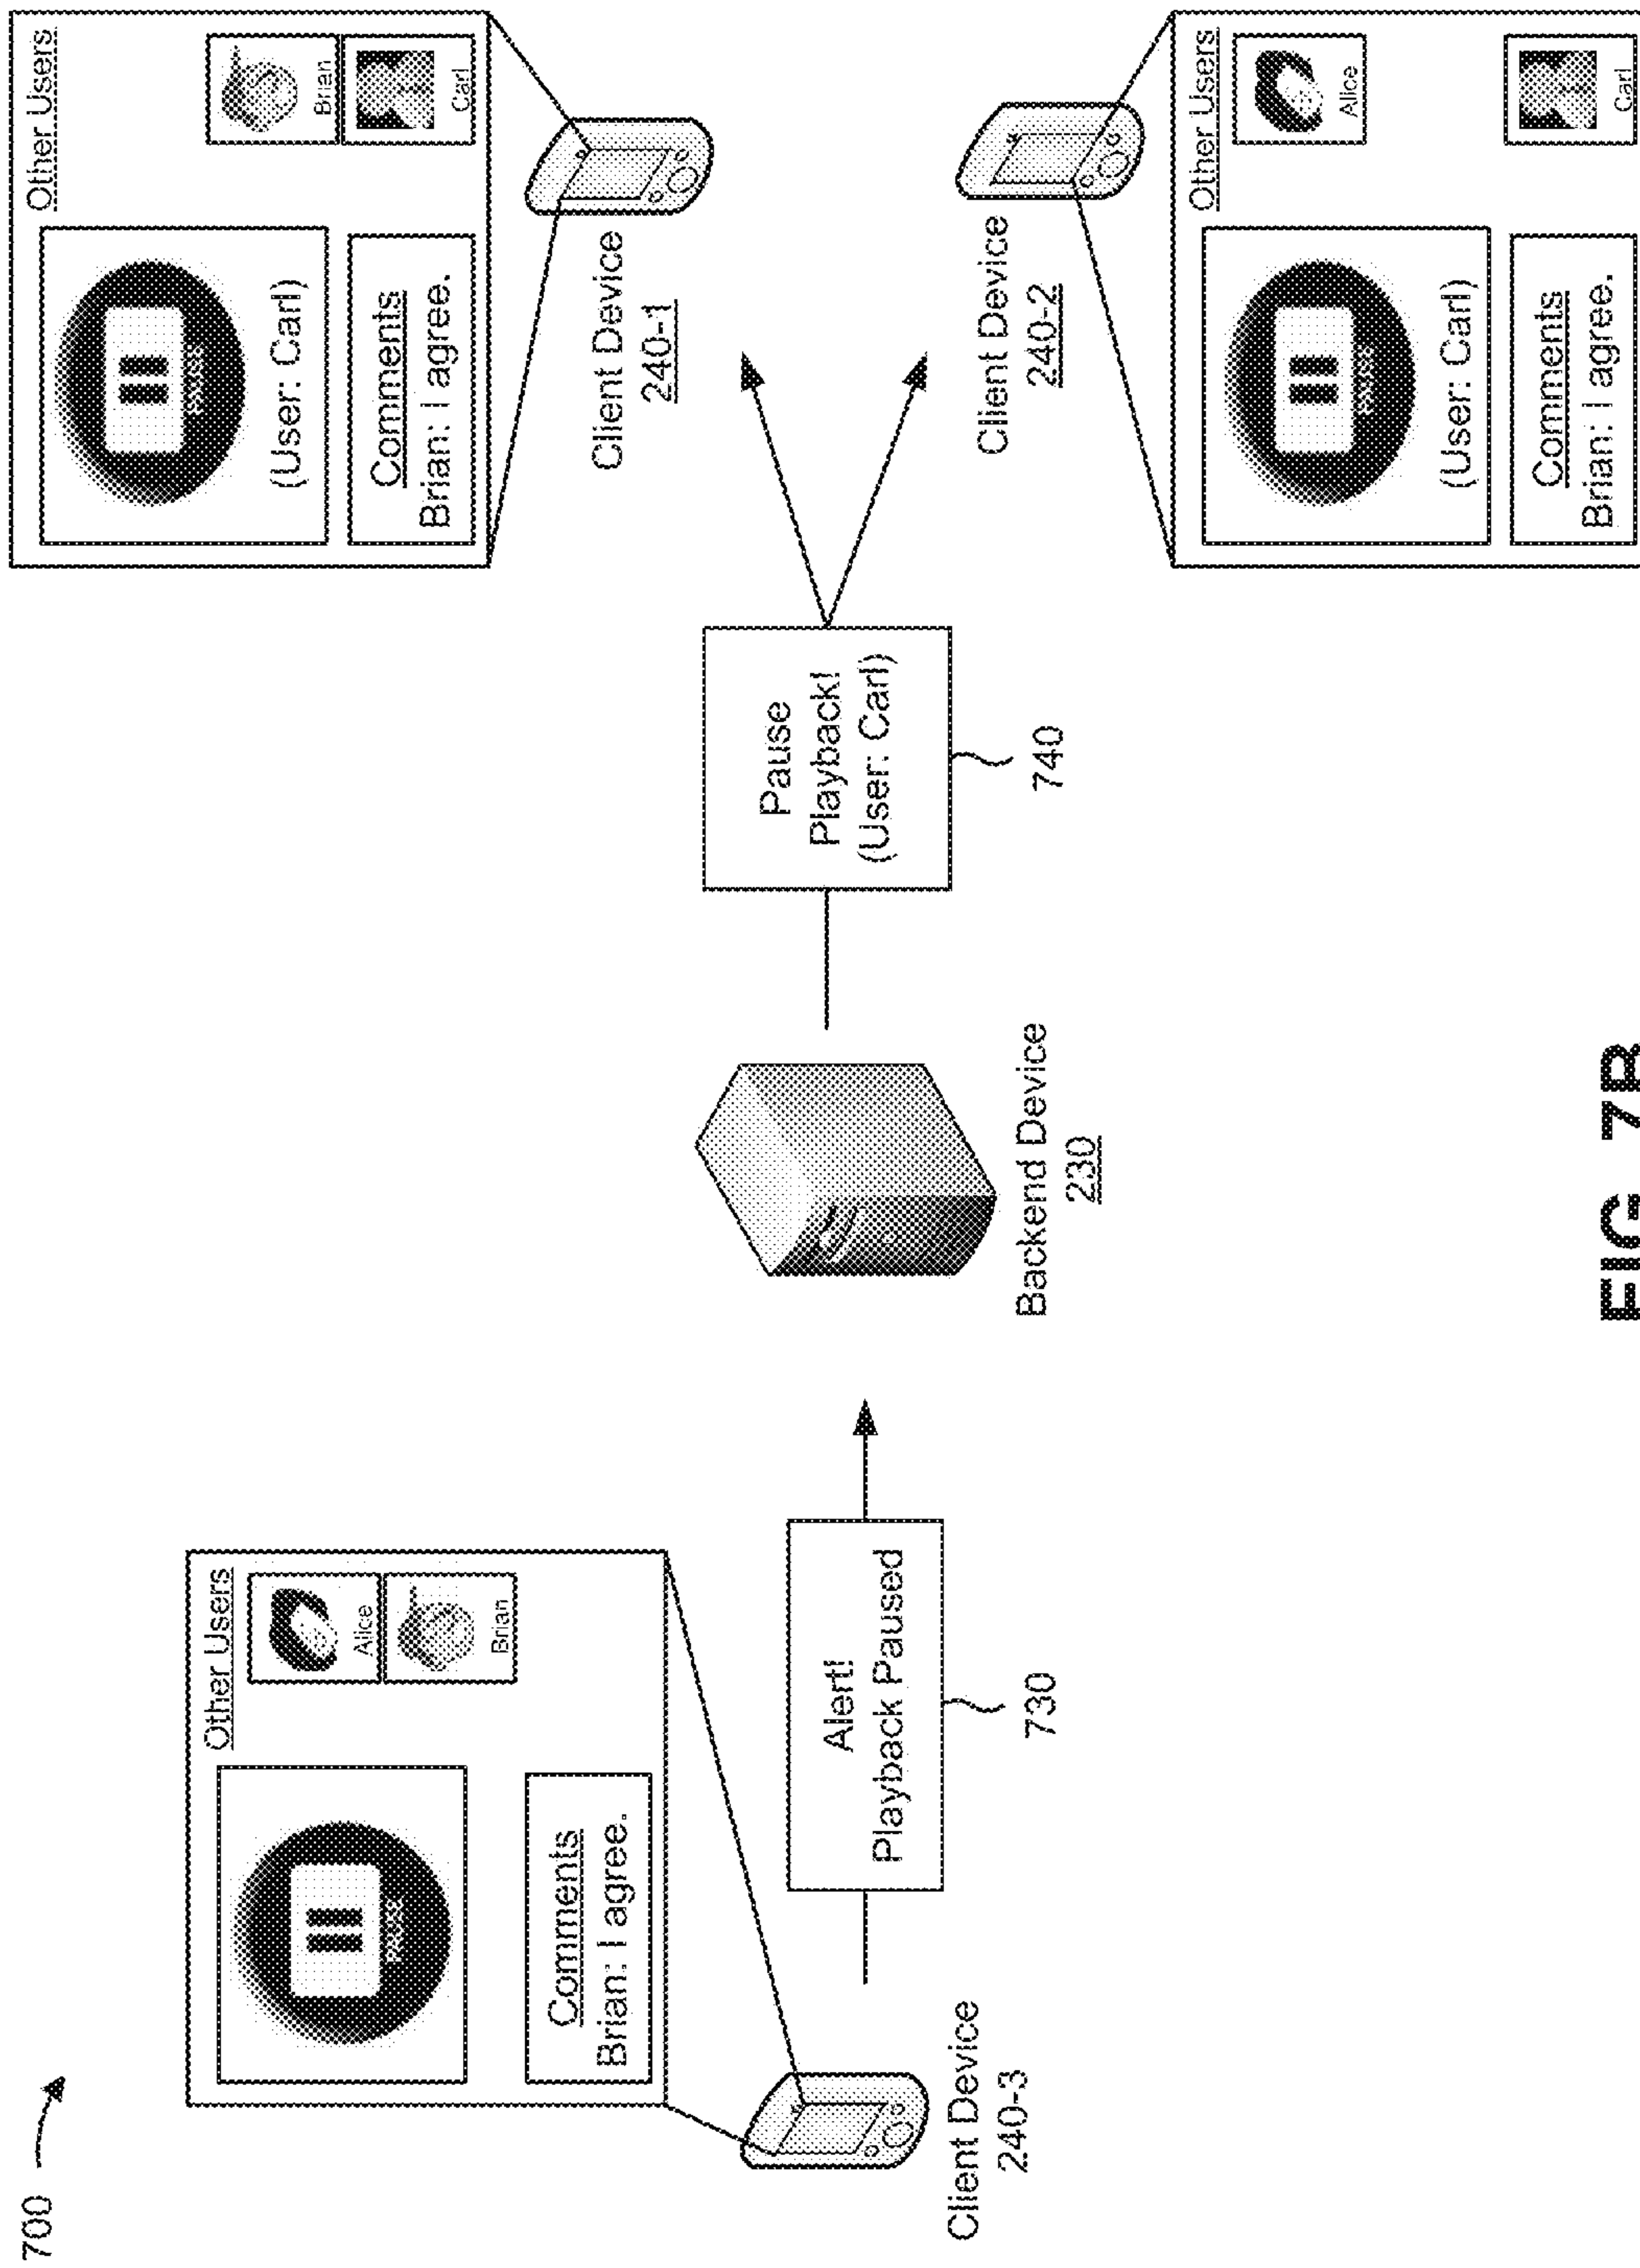 700
Other Users
Alice
Brian
Comments
Brian: I agree.
Client Device
240-3
Alert!
Playback Paused
730
Backend Device
230
Pause
Playback!
(User: Carl)
740
Other Users
Brian
Carl
(User: Carl)
Comments
Brian: I agree.
Client Device
240-1
Client Device
240-2
Other Users
Alice
Carl
(User: Carl)
Comments
Brian: I agree.
FIG. 7B